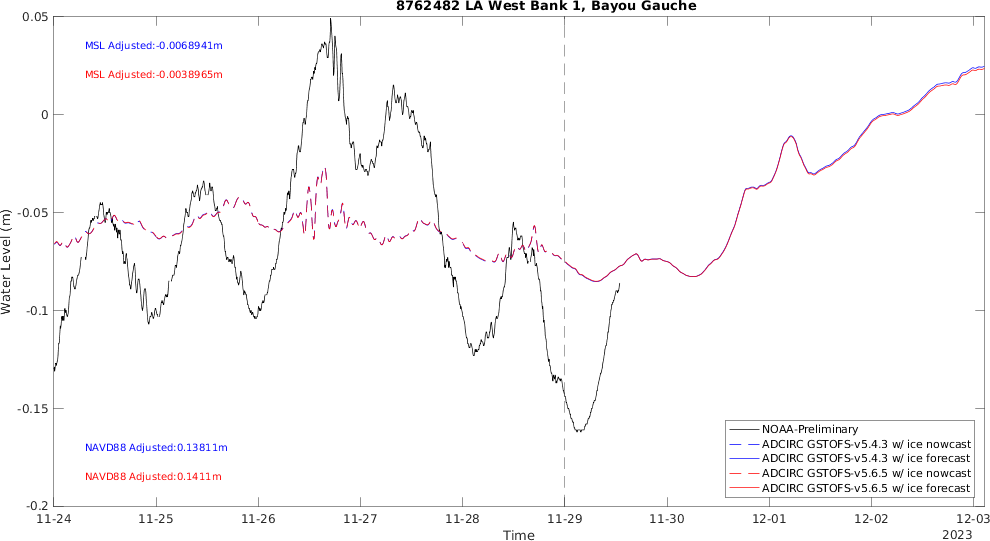 8762482 LA West Bank 1, Bayou Gauche
MSL Adjusted:-0.0068941m
MSL Adjusted:-0.0038965m
NAVD88 Adjusted:0.13811m
NAVD88 Adjusted:0.1411m
Water Level (m)
0.05
0
-0.05
-0.1
-0.15
-0.2
NOAA-Preliminary
ADCIRC GSTOFS-v5.4.3 w/ ice nowcast
ADCIRC GSTOFS-v5.4.3 w/ ice forecast
ADCIRC GSTOFS-v5.6.5 w/ ice nowcast
ADCIRC GSTOFS-v5.6.5 w/ ice forecast
11-24 11-25 11-26 11-27 11-28 11-29 11-30 12-01 12-02 12-03
Time
2023